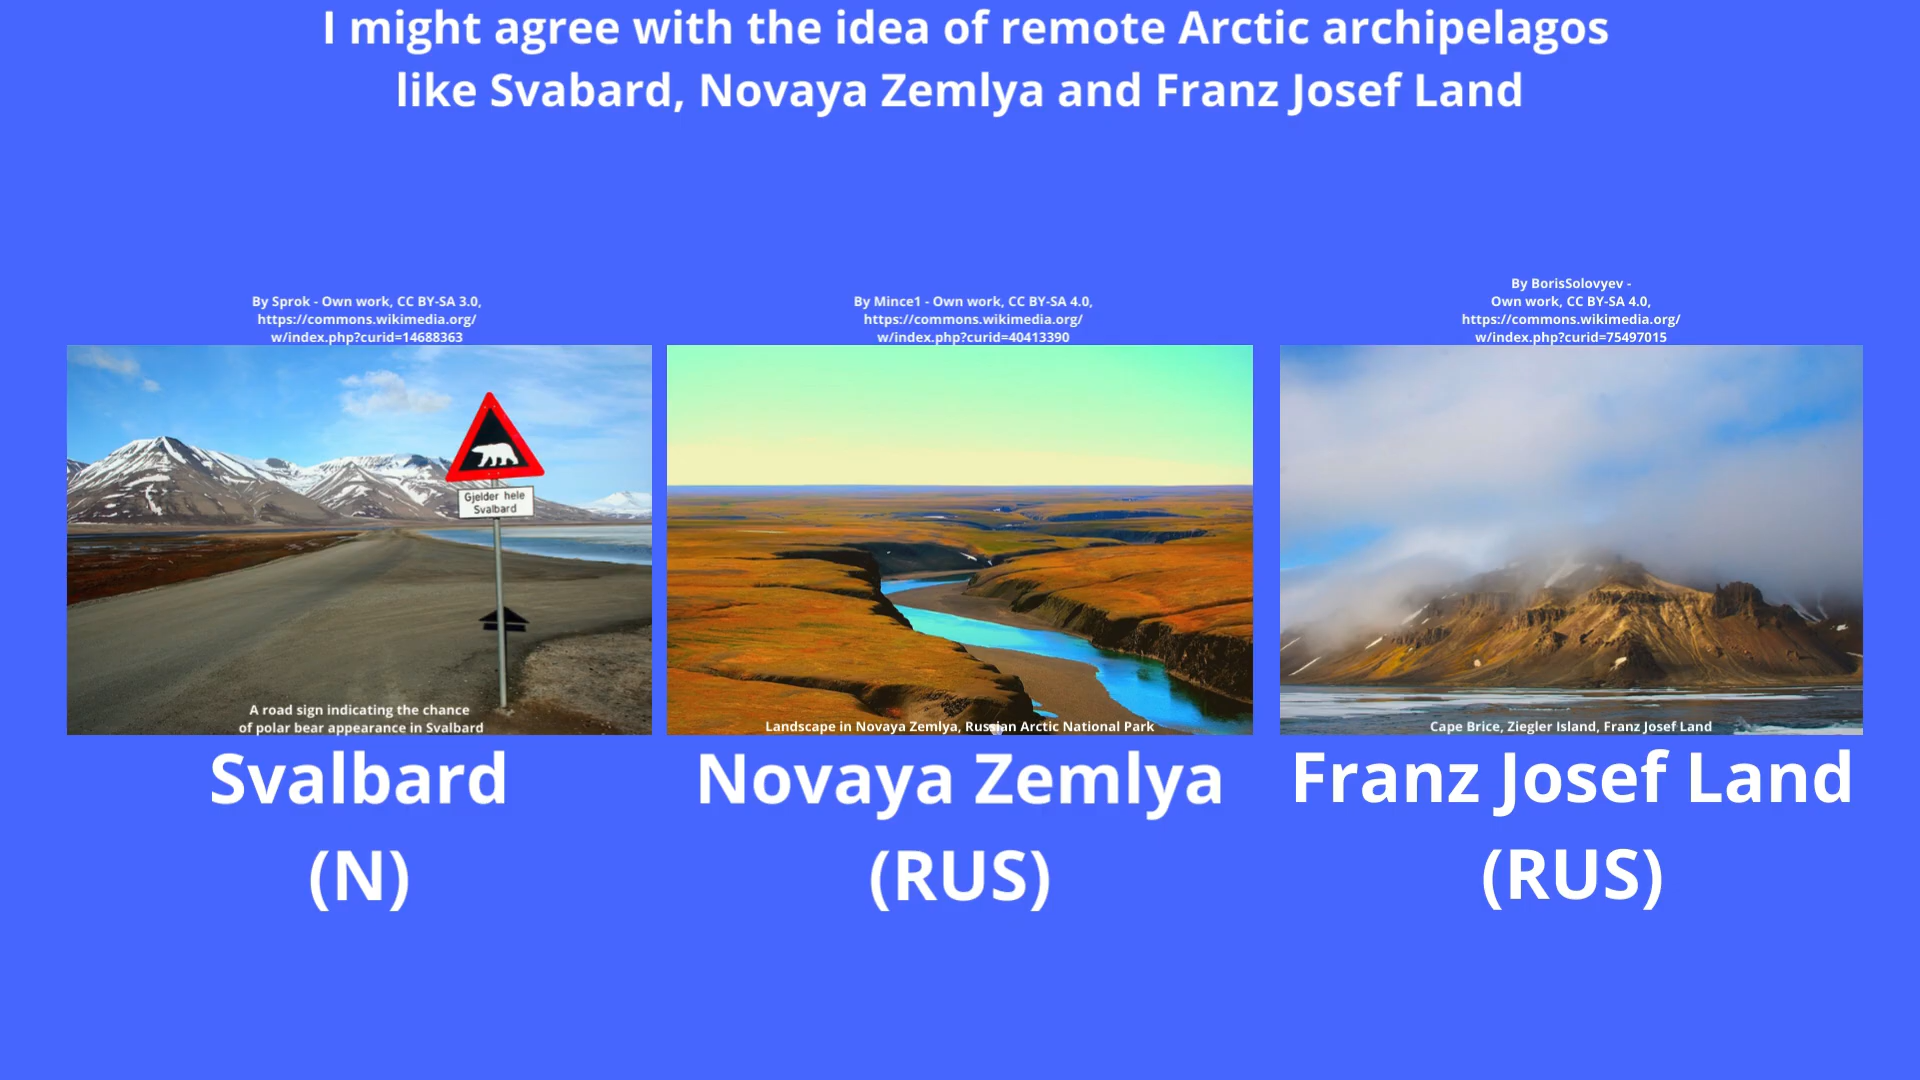 I might agree with the idea of remote Arctic archipelagos
like Svabard, Novaya Zemlya and Franz Josef Land
By Sprok - Own work, CC BY-SA 3.0,
https://commons.wikimedia.org/
w/index.php?curid=14688363
Gjelder hele
Svalbard
A road sign indicating the chance
of polar bear appearance in Svalbard
Svalbard
(N)
By Mince1 - Own work, CC BY-SA 4.0,
https://commons.wikimedia.org/
w/index.php?curid=40413390
Landscape in Novaya Zemlya, Russian Arctic National Park
Novaya Zemlya
(RUS)
By BorisSolovyev -
Own work, CC BY-SA 4.0,
https://commons.wikimedia.org/
w/index.php?curid=75497015
Cape Brice, Ziegler Island, Franz Josef Land
Franz Josef Land
(RUS)